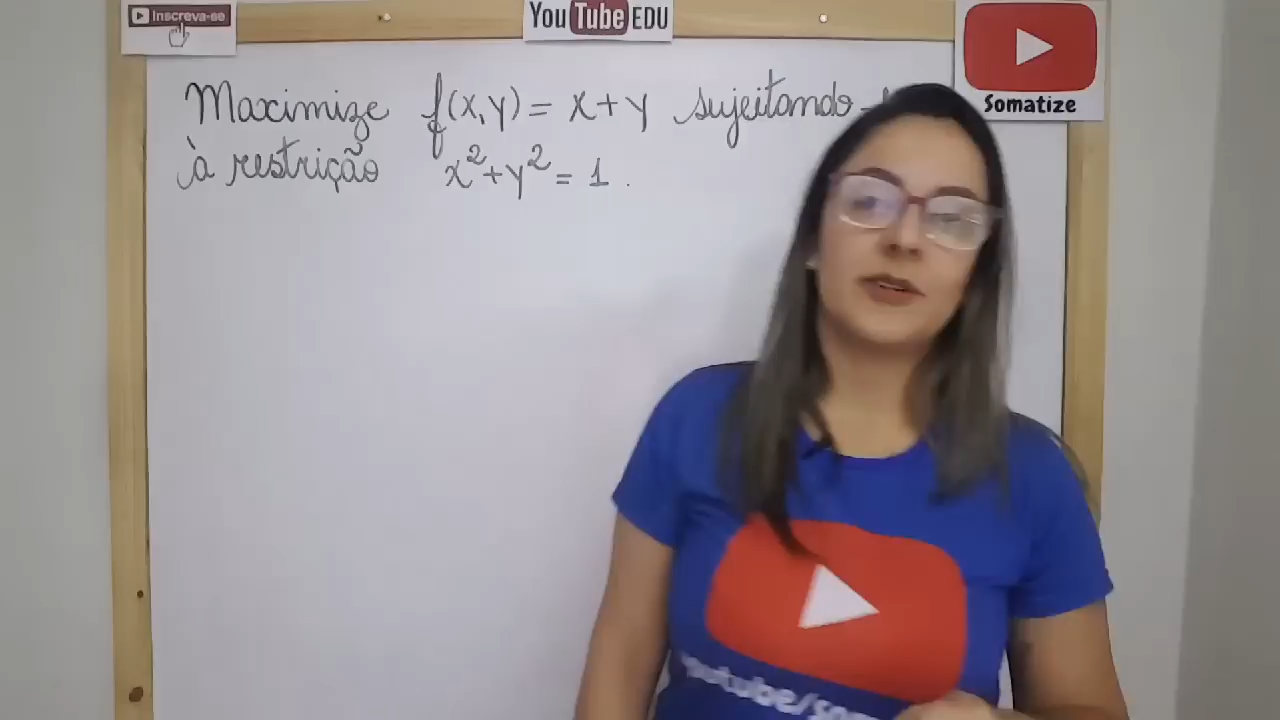 Inscreva-se
YouTube EDU
Somatize
Maximize f(x,y) = x + y sujeitando
à restrição x² + y² = 1 .